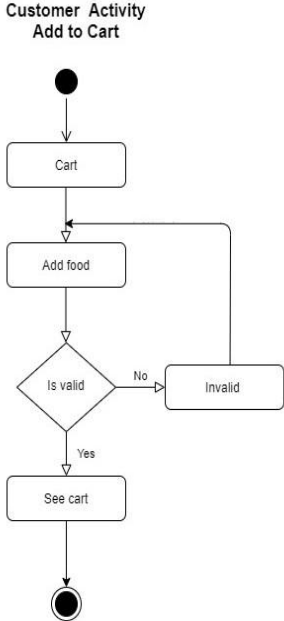 Customer Activity
Add to Cart
Cart
Add food
Is valid
No
Invalid
Yes
See cart